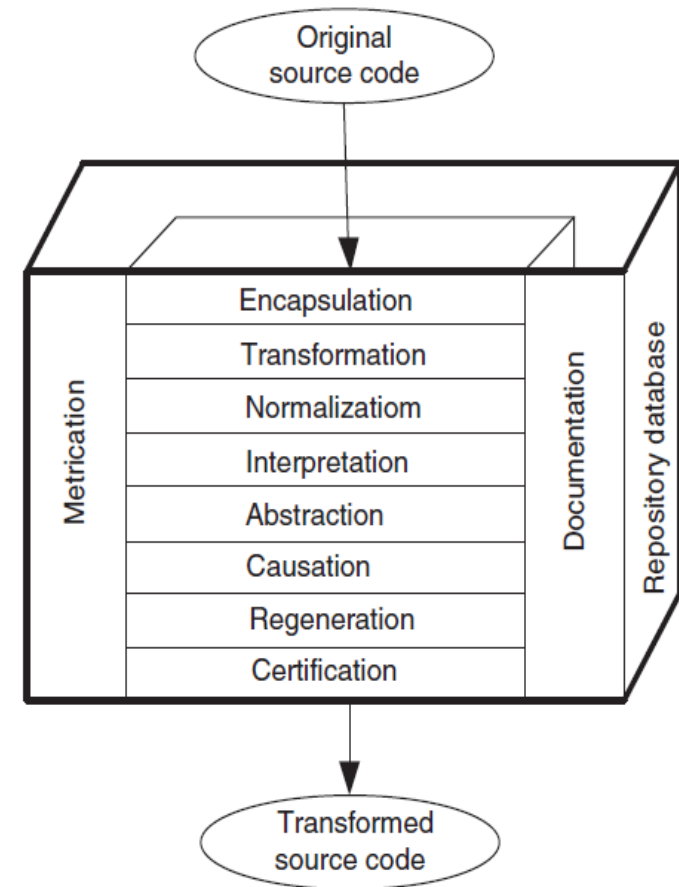 Original
source code
Encapsulation
Transformation
Normalizatiom
Interpretation
Abstraction
Causation
Regeneration
Certification
Metrication
Documentation
Repository database
Transformed
source code